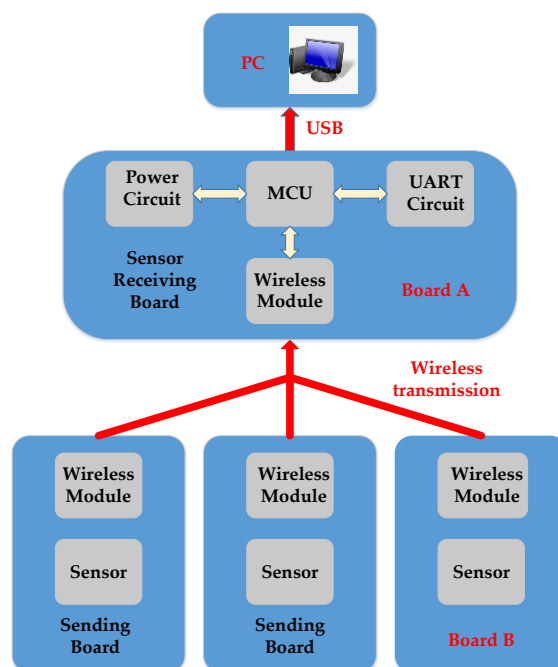 PC
USB
Power
Circuit
MCU
UART
Circuit
Sensor
Receiving
Board
Wireless
Module
Board A
Wireless
transmission
Wireless
Module
Sensor
Sending
Board
Wireless
Module
Sensor
Sending
Board
Wireless
Module
Sensor
Board B